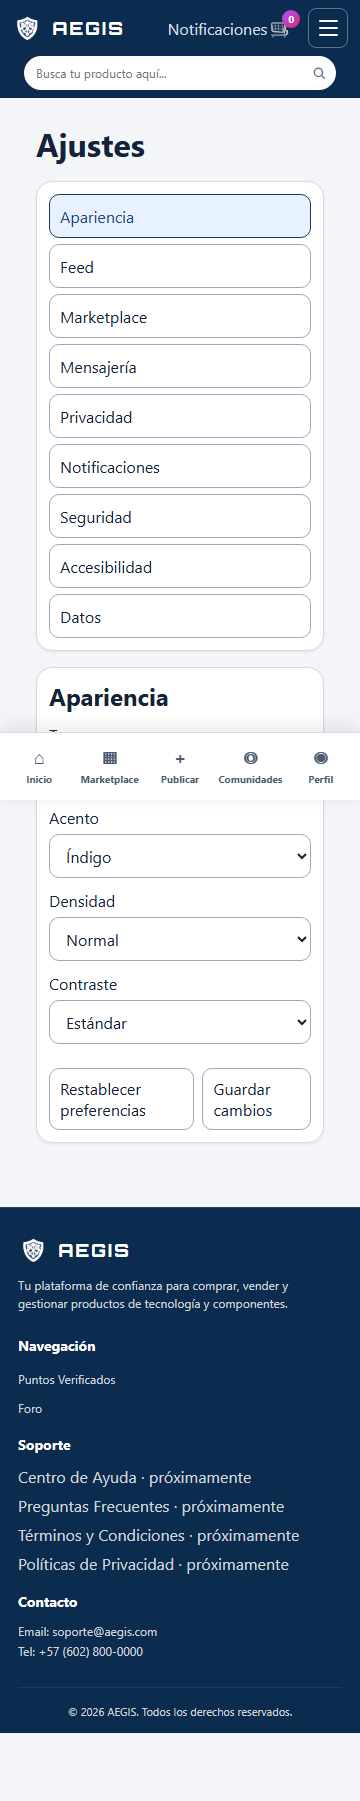 AEGIS
Notificaciones
0
Busca tu producto aquí...
Ajustes
Apariencia
Feed
Marketplace
Mensajería
Privacidad
Notificaciones
Seguridad
Accesibilidad
Datos
Apariencia
Inicio
Marketplace
Publicar
Comunidades
Perfil
Acento
Índigo
Densidad
Normal
Contraste
Estándar
Restablecer
preferencias
Guardar
cambios
AEGIS
Tu plataforma de confianza para comprar, vender y
gestionar productos de tecnología y componentes.
Navegación
Puntos Verificados
Foro
Soporte
Centro de Ayuda · próximamente
Preguntas Frecuentes · próximamente
Términos y Condiciones · próximamente
Políticas de Privacidad · próximamente
Contacto
Email: soporte@aegis.com
Tel: +57 (602) 800-0000
© 2026 AEGIS. Todos los derechos reservados.